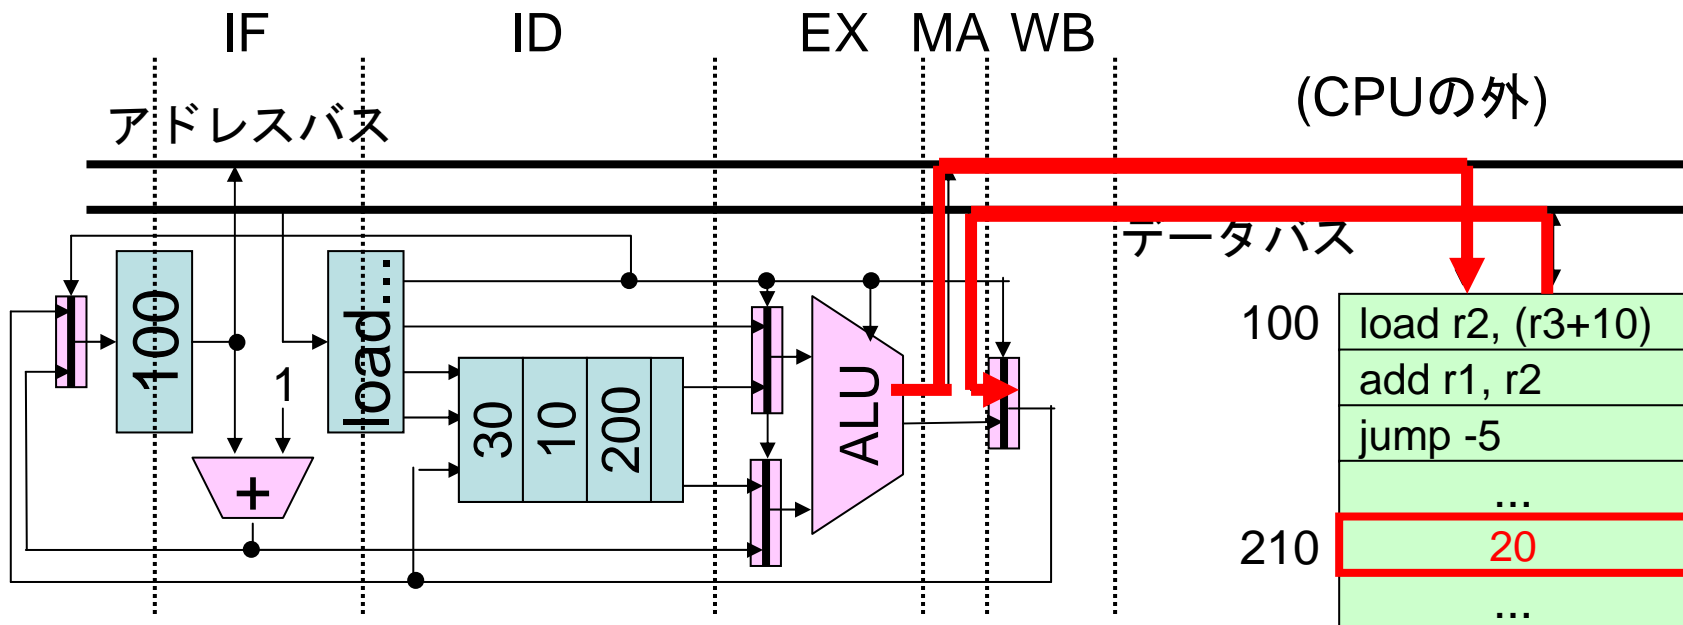 IF ID EX MA WB
(CPUの外)
アドレスバス
データバス
100
load...
1
+
30 10 200
ALU
100 load r2, (r3+10)
add r1, r2
jump -5
...
210 20
...